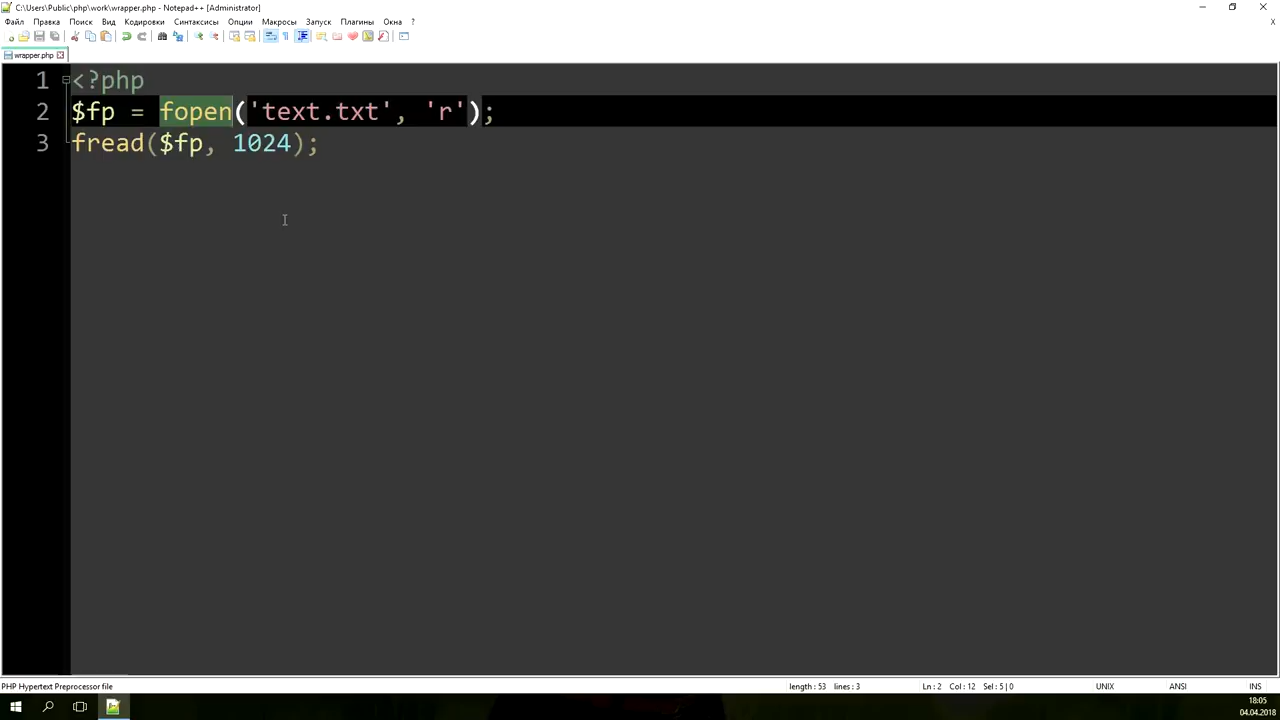 C:\Users\Public\php\work\wrapper.php - Notepad++ [Administrator]
Файл Правка Поиск Вид Кодировки Синтаксисы Опции Макросы Запуск Плагины Окна ?
X
wrapper.php
1 <?php
2 $fp = fopen('text.txt', 'r');
3 fread($fp, 1024);
PHP Hypertext Preprocessor file length : 53 lines : 3 Ln : 2 Col : 12 Sel : 5 | 0 UNIX ANSI INS
18:05
04.04.2018